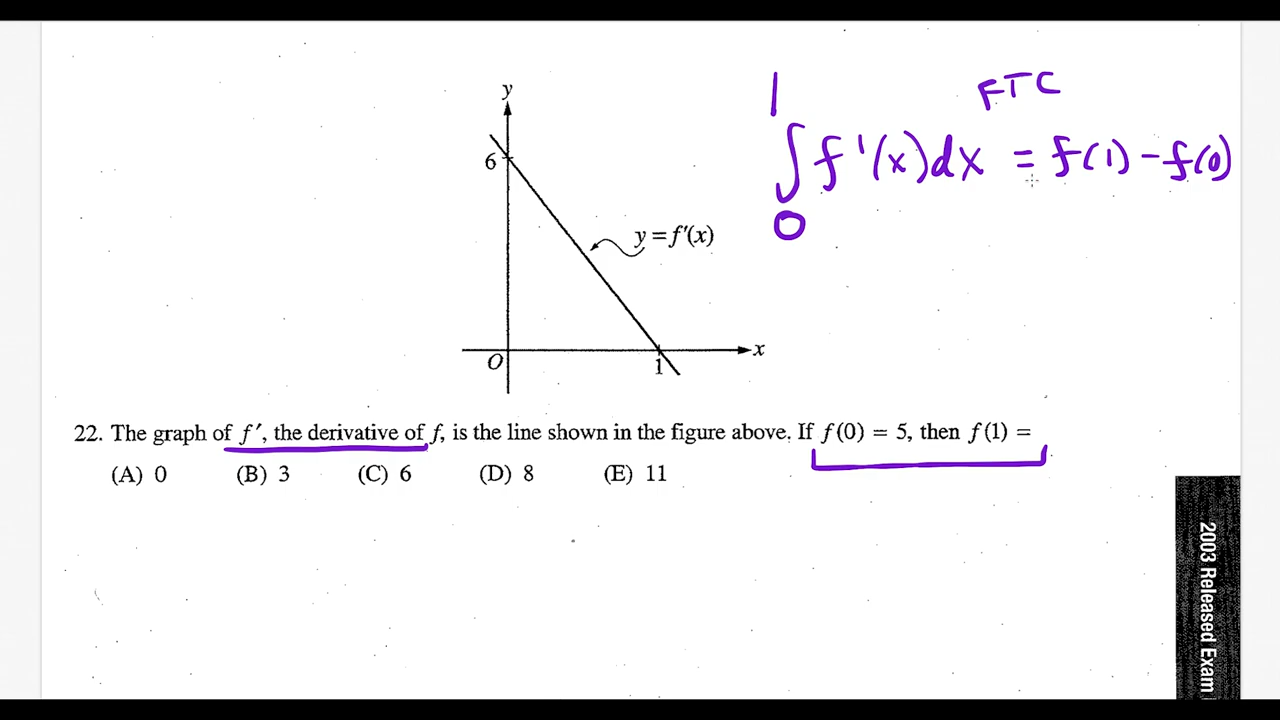 y
6
y = f'(x)
O
1
x
1
FTC
∫ f'(x)dx = f(1) - f(0)
0
22. The graph of f′, the derivative of f, is the line shown in the figure above. If f(0) = 5, then f(1) =
(A) 0 (B) 3 (C) 6 (D) 8 (E) 11
2003 Released Exam